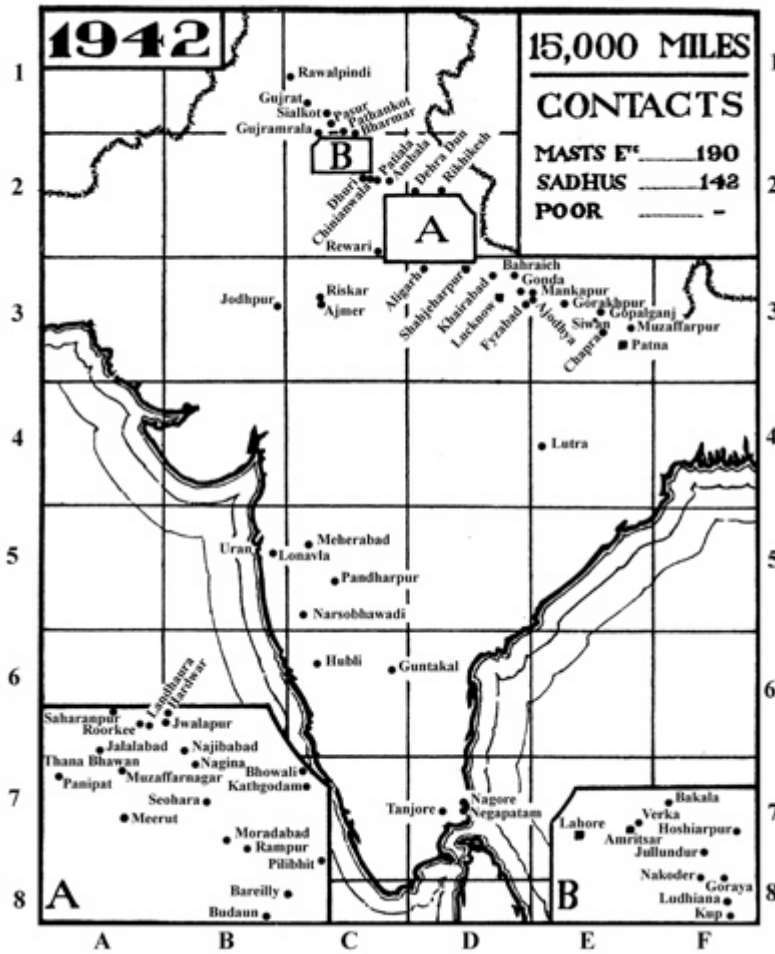 1942
15,000 MILES
CONTACTS
MASTS Etc 190
SADHUS 142
POOR -
1
1
2
2
3
3
4
4
5
5
6
6
7
7
8
8
A
B
C
D
E
F
Rawalpindi
Gujrat
Sialkot
Pasur
Pathankot
Gujramrala
Bharmar
B
Dhuri
Chinianwala
Patiala
Ambala
Dehra Dun
Rikhikesh
A
Rewari
Aligarh
Shahjeharpur
Khairabad
Lucknow
Bahraich
Gonda
Mankapur
Fyzabad
Ajodhya
Gorakhpur
Gopalganj
Siwan
Muzaffarpur
Chapra
Patna
Jodhpur
Riskar
Ajmer
Lutra
Uran
Lonavla
Meherabad
Pandharpur
Narsobhawadi
Hubli
Guntakal
Saharanpur
Roorkee
Landhaura
Hardwar
Jwalapur
Jalalabad
Najibabad
Thana Bhawan
Nagina
Panipat
Muzaffarnagar
Bhowali
Kathgodam
Seohara
Meerut
Moradabad
Rampur
Pilibhit
Bareilly
Budaun
A
Tanjore
Nagore
Negapatam
Bakala
Verka
Lahore
Amritsar
Hoshiarpur
Jullundur
Nakoder
Goraya
Ludhiana
Kup
B